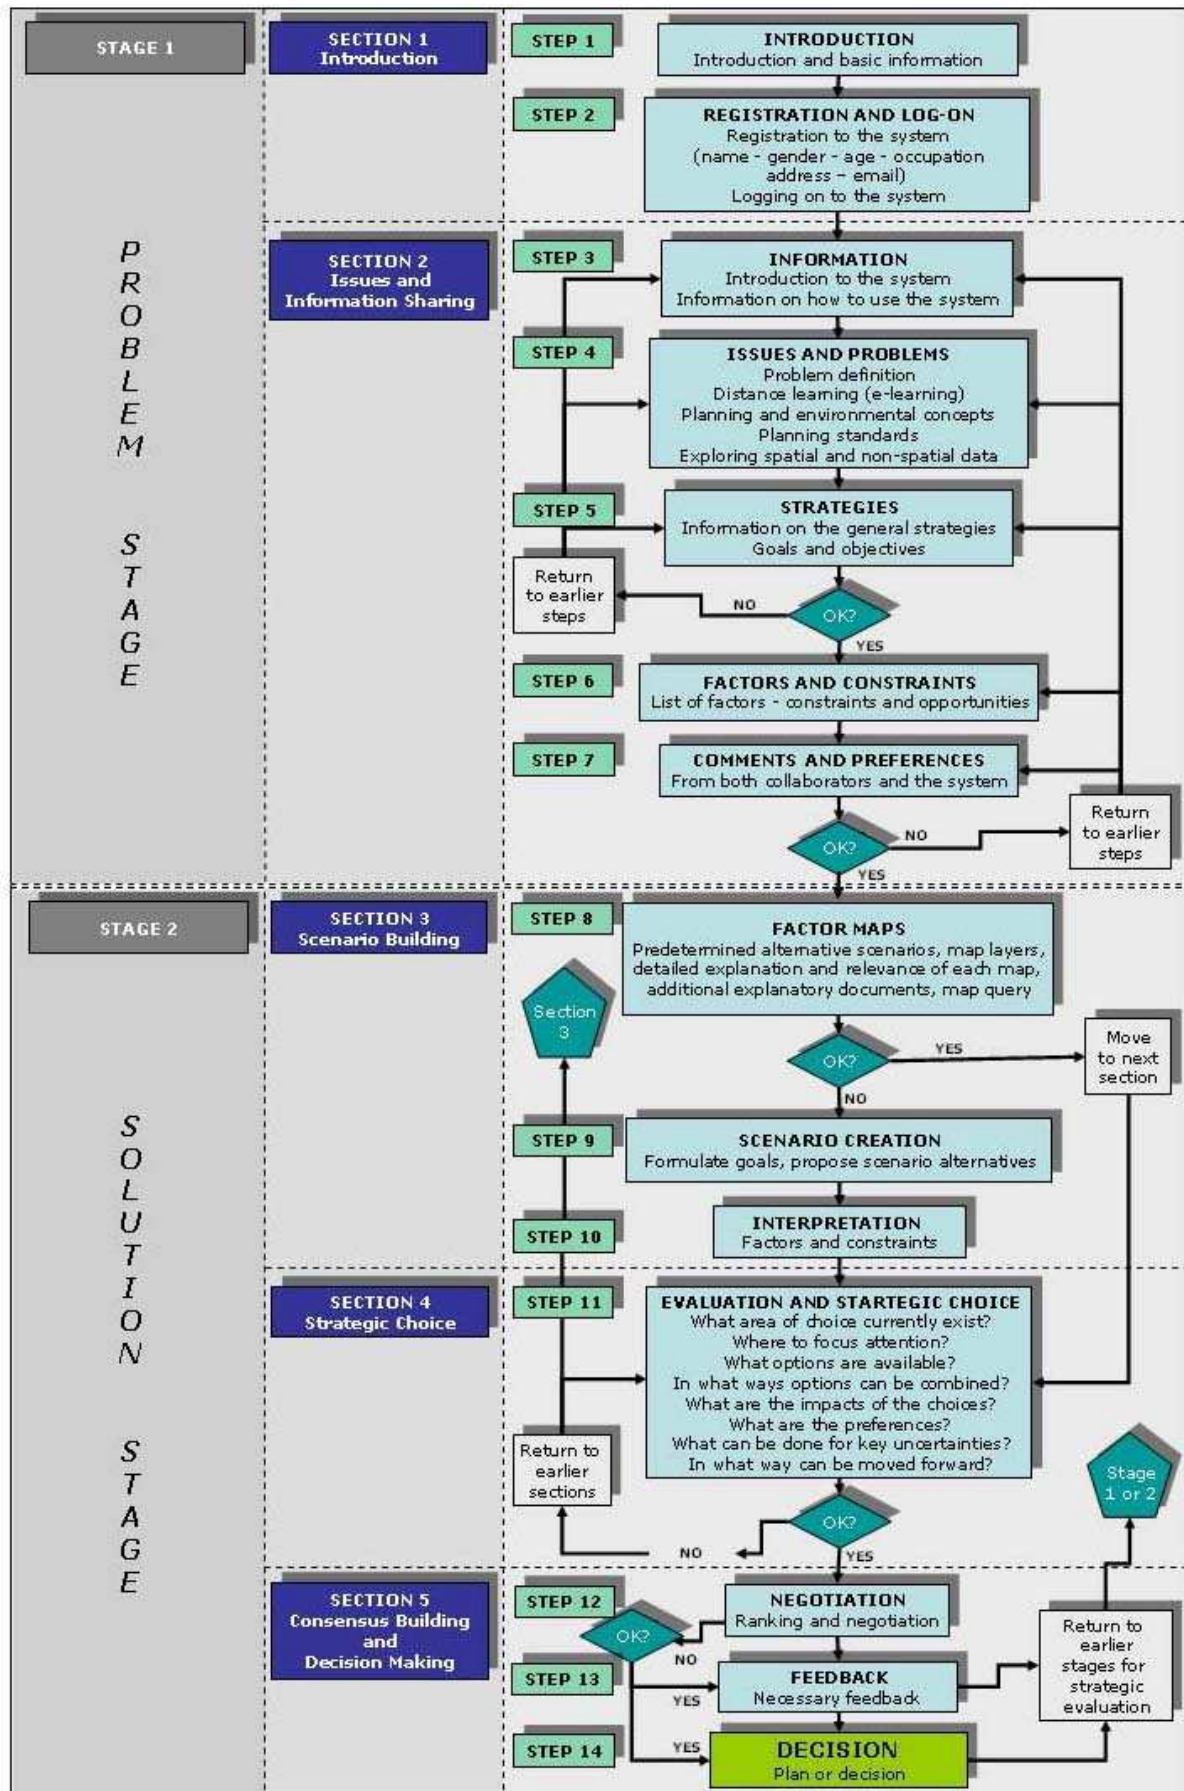 STAGE 1
PROBLEM STAGE
SECTION 1
Introduction
STEP 1
INTRODUCTION
Introduction and basic information
STEP 2
REGISTRATION AND LOG-ON
Registration to the system
(name - gender - age - occupation
address – email)
Logging on to the system
SECTION 2
Issues and
Information Sharing
STEP 3
INFORMATION
Introduction to the system
Information on how to use the system
STEP 4
ISSUES AND PROBLEMS
Problem definition
Distance learning (e-learning)
Planning and environmental concepts
Planning standards
Exploring spatial and non-spatial data
STEP 5
STRATEGIES
Information on the general strategies
Goals and objectives
Return
to earlier
steps
NO
OK?
YES
STEP 6
FACTORS AND CONSTRAINTS
List of factors - constraints and opportunities
STEP 7
COMMENTS AND PREFERENCES
From both collaborators and the system
OK?
NO
Return
to earlier
steps
YES
STAGE 2
SOLUTION STAGE
SECTION 3
Scenario Building
STEP 8
FACTOR MAPS
Predetermined alternative scenarios, map layers,
detailed explanation and relevance of each map,
additional explanatory documents, map query
Section
3
OK?
YES
Move
to next
section
NO
STEP 9
SCENARIO CREATION
Formulate goals, propose scenario alternatives
STEP 10
INTERPRETATION
Factors and constraints
SECTION 4
Strategic Choice
STEP 11
EVALUATION AND STARTEGIC CHOICE
What area of choice currently exist?
Where to focus attention?
What options are available?
In what ways options can be combined?
What are the impacts of the choices?
What are the preferences?
What can be done for key uncertainties?
In what way can be moved forward?
Return to
earlier
sections
Stage
1 or 2
OK?
NO
YES
SECTION 5
Consensus Building
and
Decision Making
STEP 12
NEGOTIATION
Ranking and negotiation
OK?
NO
Return to
earlier
stages for
strategic
evaluation
STEP 13
YES
FEEDBACK
Necessary feedback
STEP 14
YES
DECISION
Plan or decision